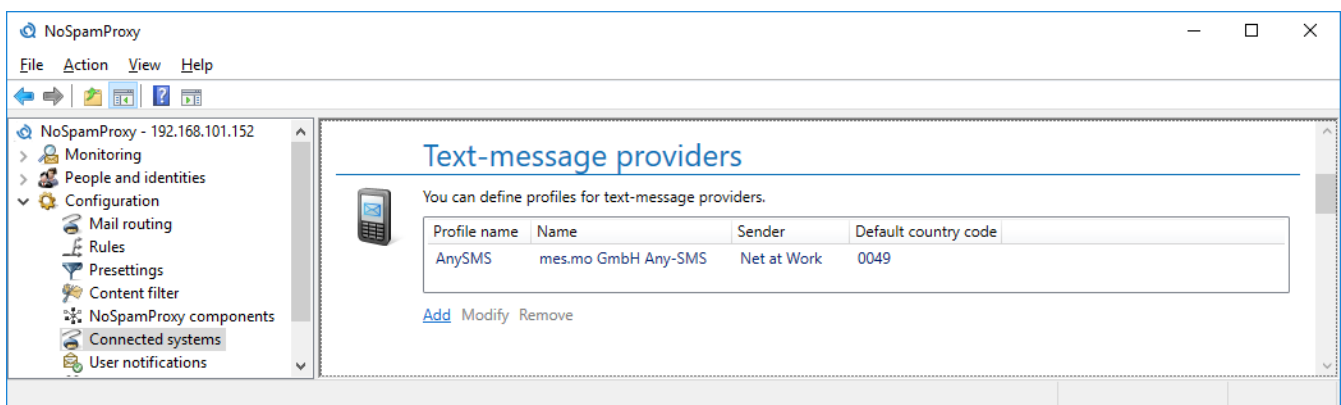 NoSpamProxy
File Action View Help
NoSpamProxy - 192.168.101.152
Monitoring
People and identities
Configuration
Mail routing
Rules
Presettings
Content filter
NoSpamProxy components
Connected systems
User notifications
Text-message providers
You can define profiles for text-message providers.
Profile name Name Sender Default country code
AnySMS mes.mo GmbH Any-SMS Net at Work 0049
Add Modify Remove